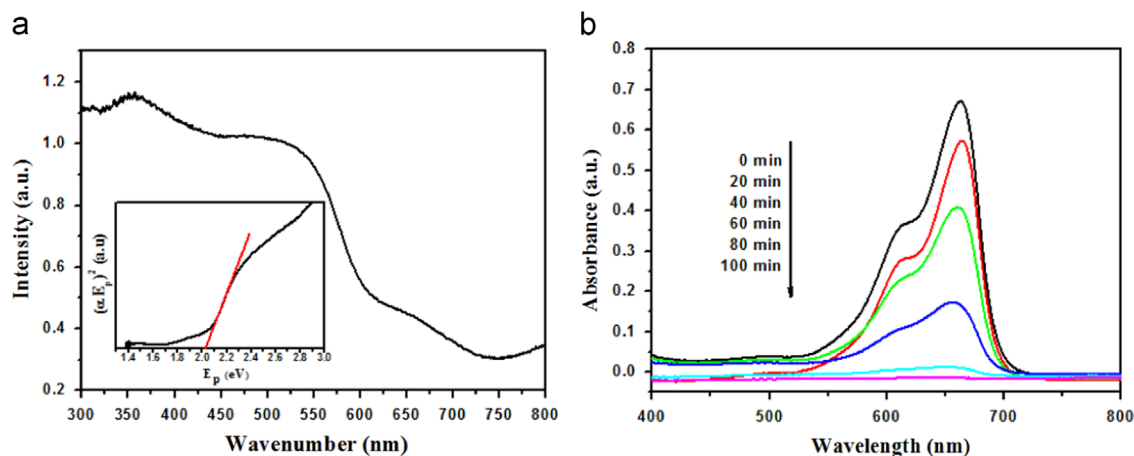 a
1.2
1.0
0.8
0.6
0.4
0.2
300 350 400 450 500 550 600 650 700 750 800
Intensity (a.u.)
Wavenumber (nm)
(α E_p)² (a.u)
1.4 1.6 1.8 2.0 2.2 2.4 2.6 2.8 3.0
E_p (eV)
b
0.8
0.7
0.6
0.5
0.4
0.3
0.2
0.1
0.0
400 500 600 700 800
Absorbance (a.u.)
Wavelength (nm)
0 min
20 min
40 min
60 min
80 min
100 min